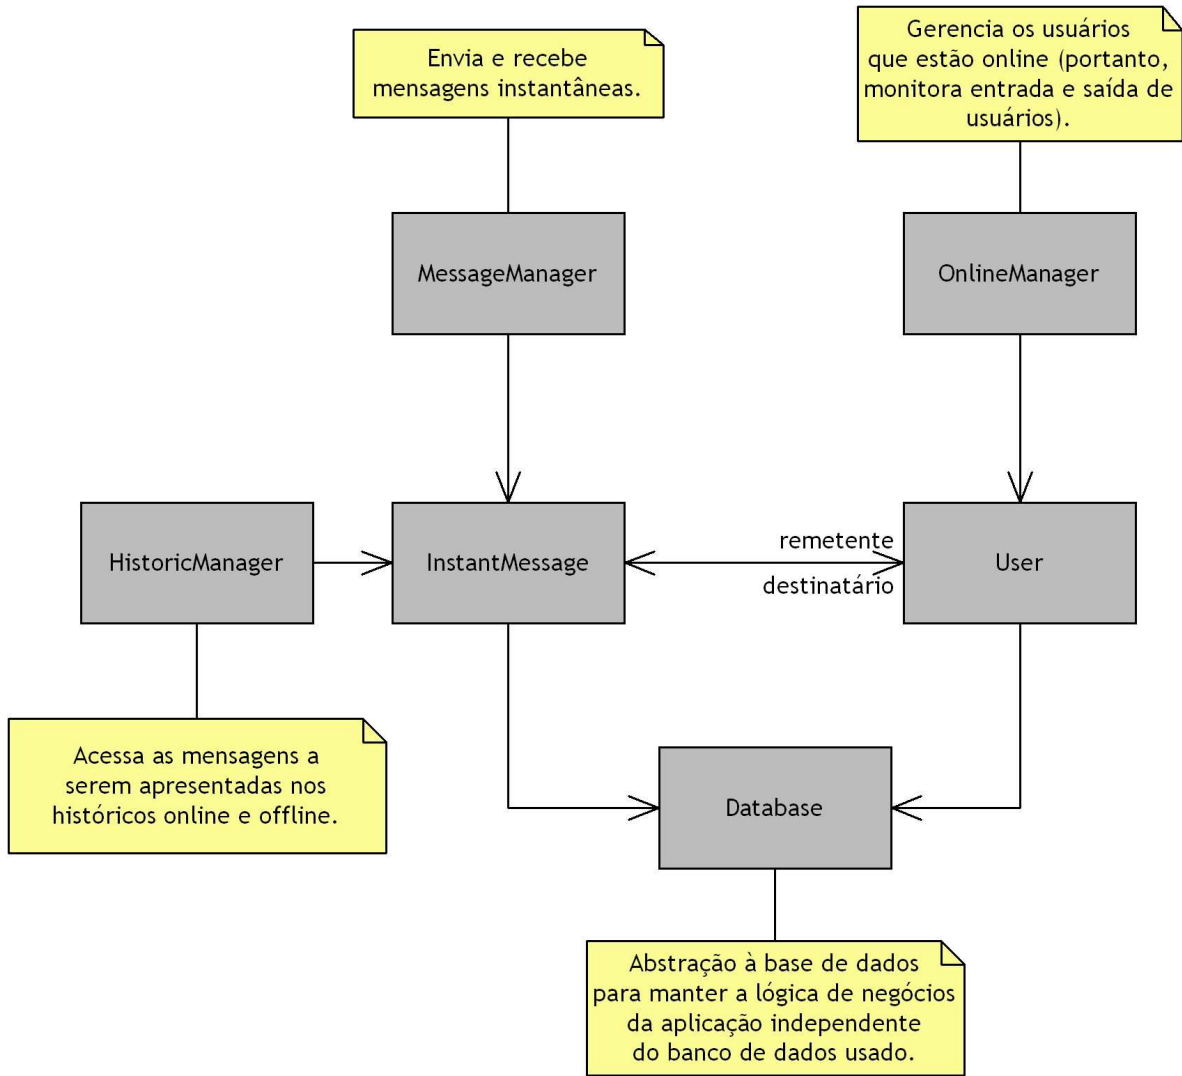 Envia e recebe
mensagens instantâneas.
Gerencia os usuários
que estão online (portanto,
monitora entrada e saída de
usuários).
MessageManager
OnlineManager
HistoricManager
InstantMessage
remetente
destinatário
User
Acessa as mensagens a
serem apresentadas nos
históricos online e offline.
Database
Abstração à base de dados
para manter a lógica de negócios
da aplicação independente
do banco de dados usado.